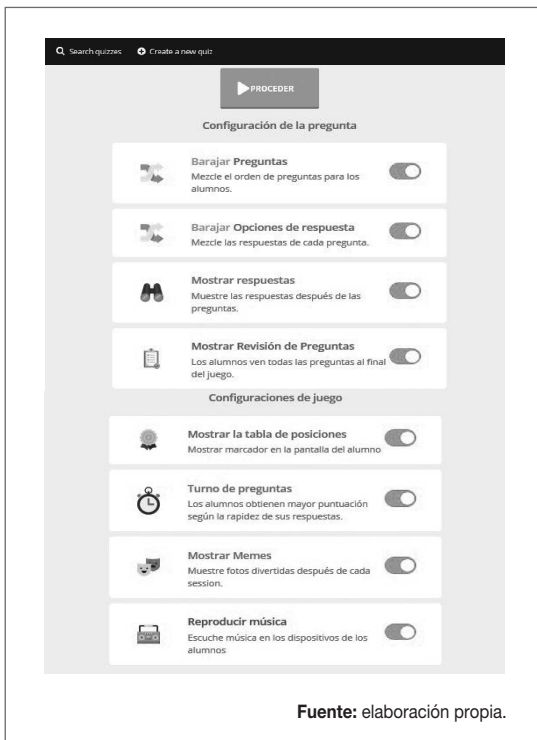 Search quizzes Create a new quiz
PROCEDER
Configuración de la pregunta
Barajar Preguntas
Mezcle el orden de preguntas para los
alumnos.
Barajar Opciones de respuesta
Mezcle las respuestas de cada pregunta.
Mostrar respuestas
Muestre las respuestas después de las
preguntas.
Mostrar Revisión de Preguntas
Los alumnos ven todas las preguntas al final
del juego.
Configuraciones de juego
Mostrar la tabla de posiciones
Mostrar marcador en la pantalla del alumno
Turno de preguntas
Los alumnos obtienen mayor puntuación
según la rapidez de sus respuestas.
Mostrar Memes
Muestre fotos divertidas después de cada
session.
Reproducir música
Escuche música en los dispositivos de los
alumnos
Fuente: elaboración propia.